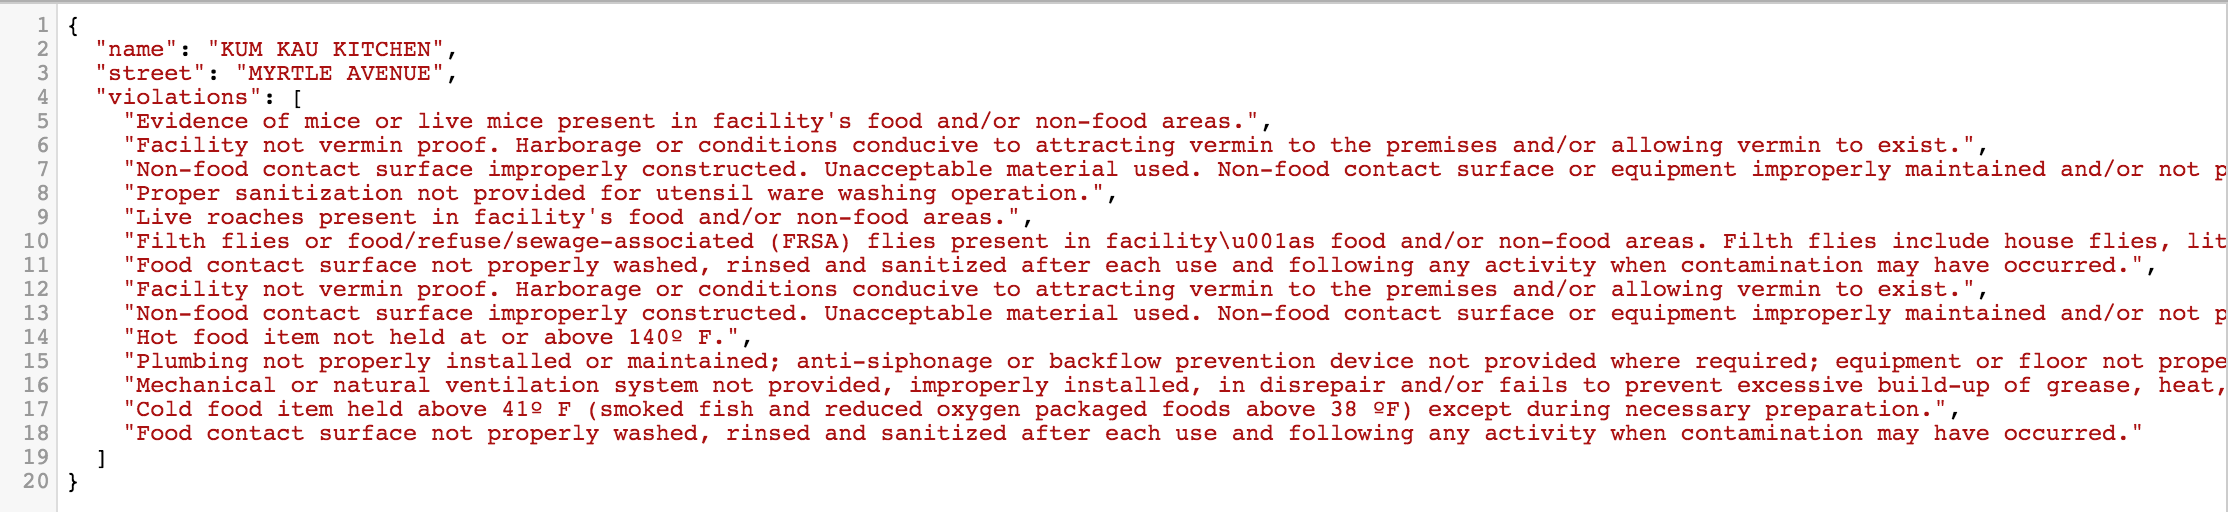 1 {
2 "name": "KUM KAU KITCHEN",
3 "street": "MYRTLE AVENUE",
4 "violations": [
5 "Evidence of mice or live mice present in facility's food and/or non-food areas.",
6 "Facility not vermin proof. Harborage or conditions conducive to attracting vermin to the premises and/or allowing vermin to exist.",
7 "Non-food contact surface improperly constructed. Unacceptable material used. Non-food contact surface or equipment improperly maintained and/or not p
8 "Proper sanitization not provided for utensil ware washing operation.",
9 "Live roaches present in facility's food and/or non-food areas.",
10 "Filth flies or food/refuse/sewage-associated (FRSA) flies present in facility\u001as food and/or non-food areas. Filth flies include house flies, lit
11 "Food contact surface not properly washed, rinsed and sanitized after each use and following any activity when contamination may have occurred.",
12 "Facility not vermin proof. Harborage or conditions conducive to attracting vermin to the premises and/or allowing vermin to exist.",
13 "Non-food contact surface improperly constructed. Unacceptable material used. Non-food contact surface or equipment improperly maintained and/or not p
14 "Hot food item not held at or above 140º F.",
15 "Plumbing not properly installed or maintained; anti-siphonage or backflow prevention device not provided where required; equipment or floor not prope
16 "Mechanical or natural ventilation system not provided, improperly installed, in disrepair and/or fails to prevent excessive build-up of grease, heat,
17 "Cold food item held above 41º F (smoked fish and reduced oxygen packaged foods above 38 ºF) except during necessary preparation.",
18 "Food contact surface not properly washed, rinsed and sanitized after each use and following any activity when contamination may have occurred."
19 ]
20 }